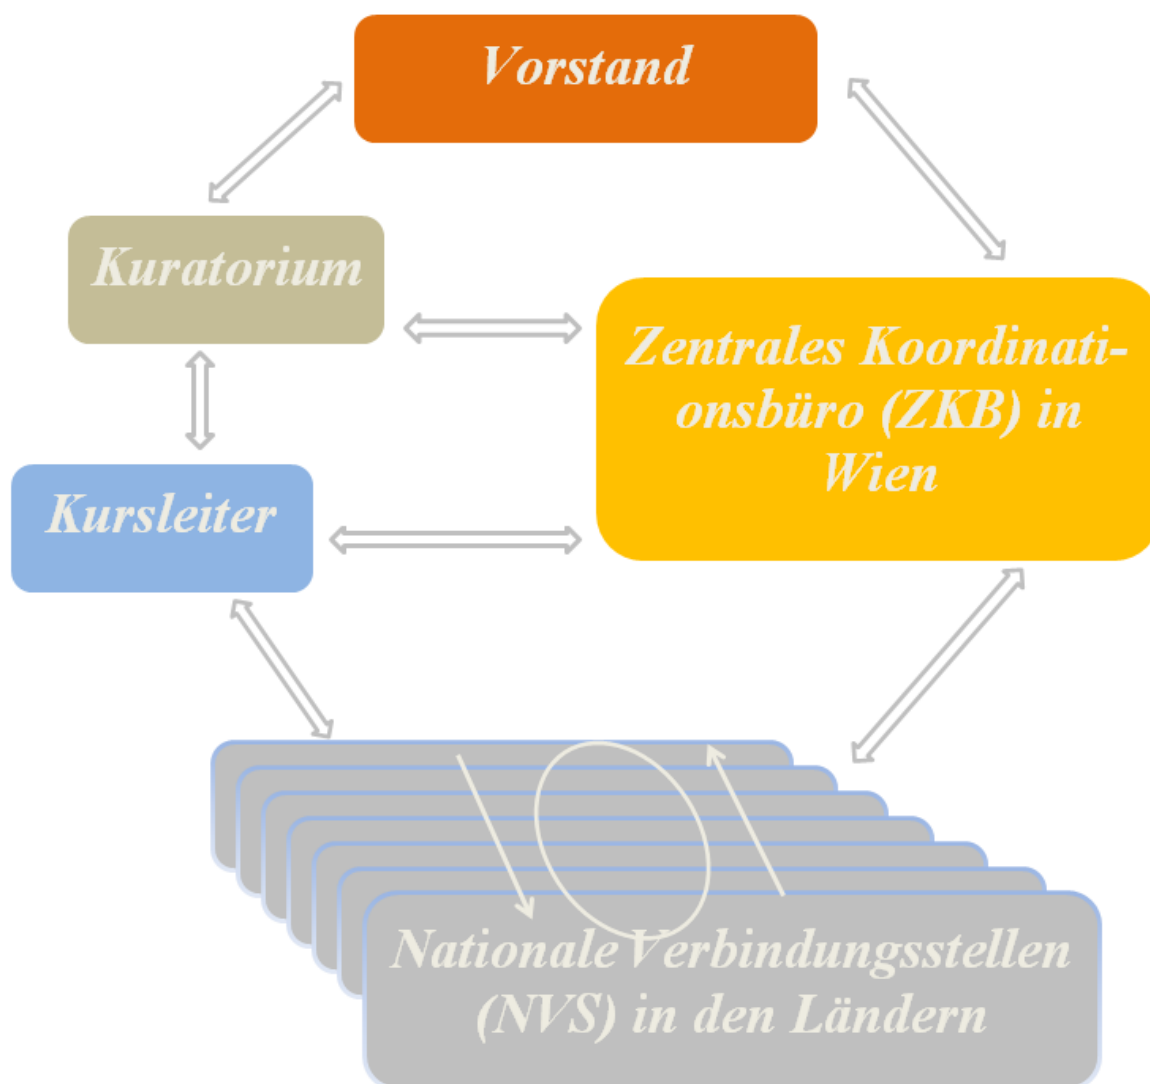 Vorstand
Kuratorium
Zentrales Koordinati-
onsbüro (ZKB) in
Wien
Kursleiter
Nationale Verbindungsstellen
(NVS) in den Ländern